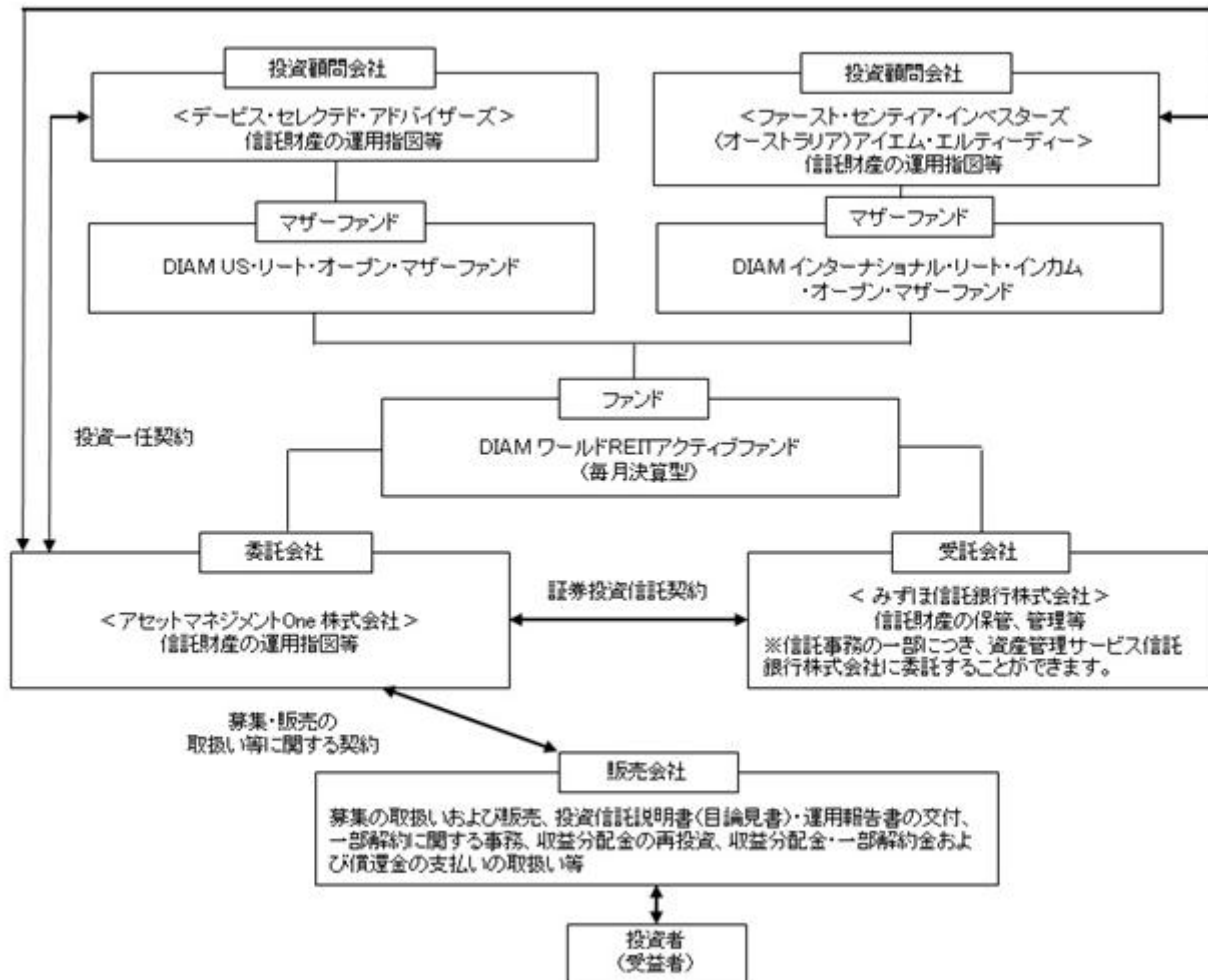 投資顧問会社
<デービス・セレクテド・アドバイザーズ>
信託財産の運用指図等
投資顧問会社
<ファースト・センティア・インベスターズ
(オーストラリア)アイエム・エルティーディー>
信託財産の運用指図等
マザーファンド
DIAM US・リート・オープン・マザーファンド
マザーファンド
DIAM インターナショナル・リート・インカム
・オープン・マザーファンド
ファンド
DIAM ワールドREITアクティブファンド
(毎月決算型)
投資一任契約
委託会社
<アセットマネジメントOne 株式会社>
信託財産の運用指図等
証券投資信託契約
受託会社
< みずほ信託銀行株式会社>
信託財産の保管、管理等
※信託事務の一部につき、資産管理サービス信託
銀行株式会社に委託することができます。
募集・販売の
取扱い等に関する契約
販売会社
募集の取扱いおよび販売、投資信託説明書(目論見書)・運用報告書の交付、
一部解約に関する事務、収益分配金の再投資、収益分配金・一部解約金およ
び償還金の支払いの取扱い等
投資者
(受益者)